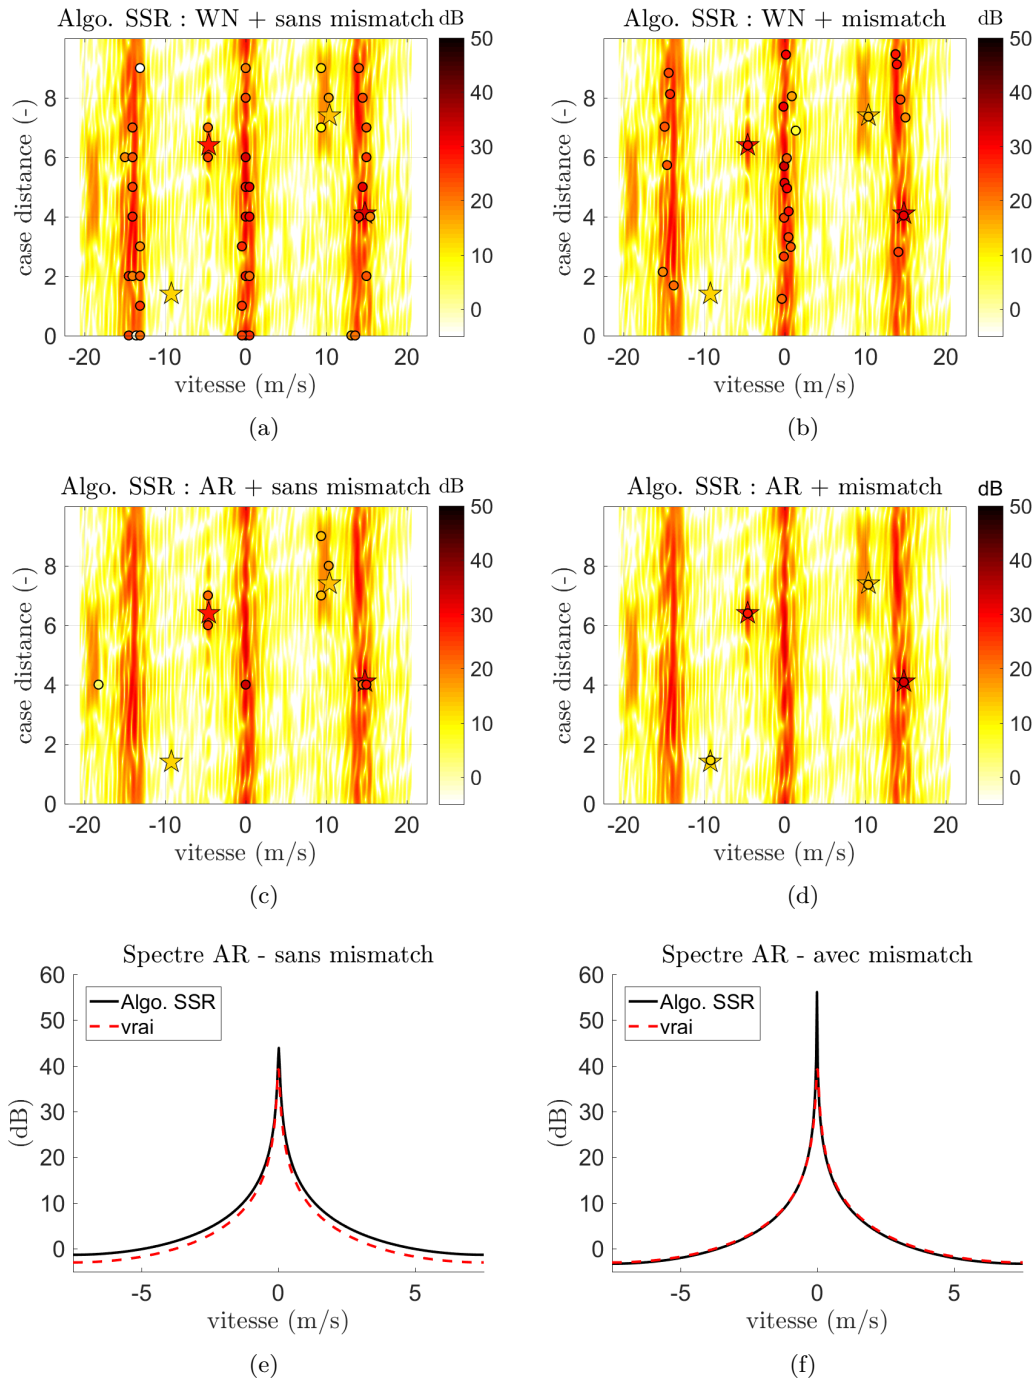 Algo. SSR : WN + sans mismatch dB
50
40
30
20
10
0
8
6
4
2
0
case distance (-)
-20 -10 0 10 20
vitesse (m/s)
(a)
Algo. SSR : WN + mismatch dB
50
40
30
20
10
0
8
6
4
2
0
case distance (-)
-20 -10 0 10 20
vitesse (m/s)
(b)
Algo. SSR : AR + sans mismatch dB
50
40
30
20
10
0
8
6
4
2
0
case distance (-)
-20 -10 0 10 20
vitesse (m/s)
(c)
Algo. SSR : AR + mismatch dB
50
40
30
20
10
0
8
6
4
2
0
case distance (-)
-20 -10 0 10 20
vitesse (m/s)
(d)
Spectre AR - sans mismatch
60
50
40
30
20
10
0
(dB)
Algo. SSR
vrai
-5 0 5
vitesse (m/s)
(e)
Spectre AR - avec mismatch
60
50
40
30
20
10
0
(dB)
Algo. SSR
vrai
-5 0 5
vitesse (m/s)
(f)